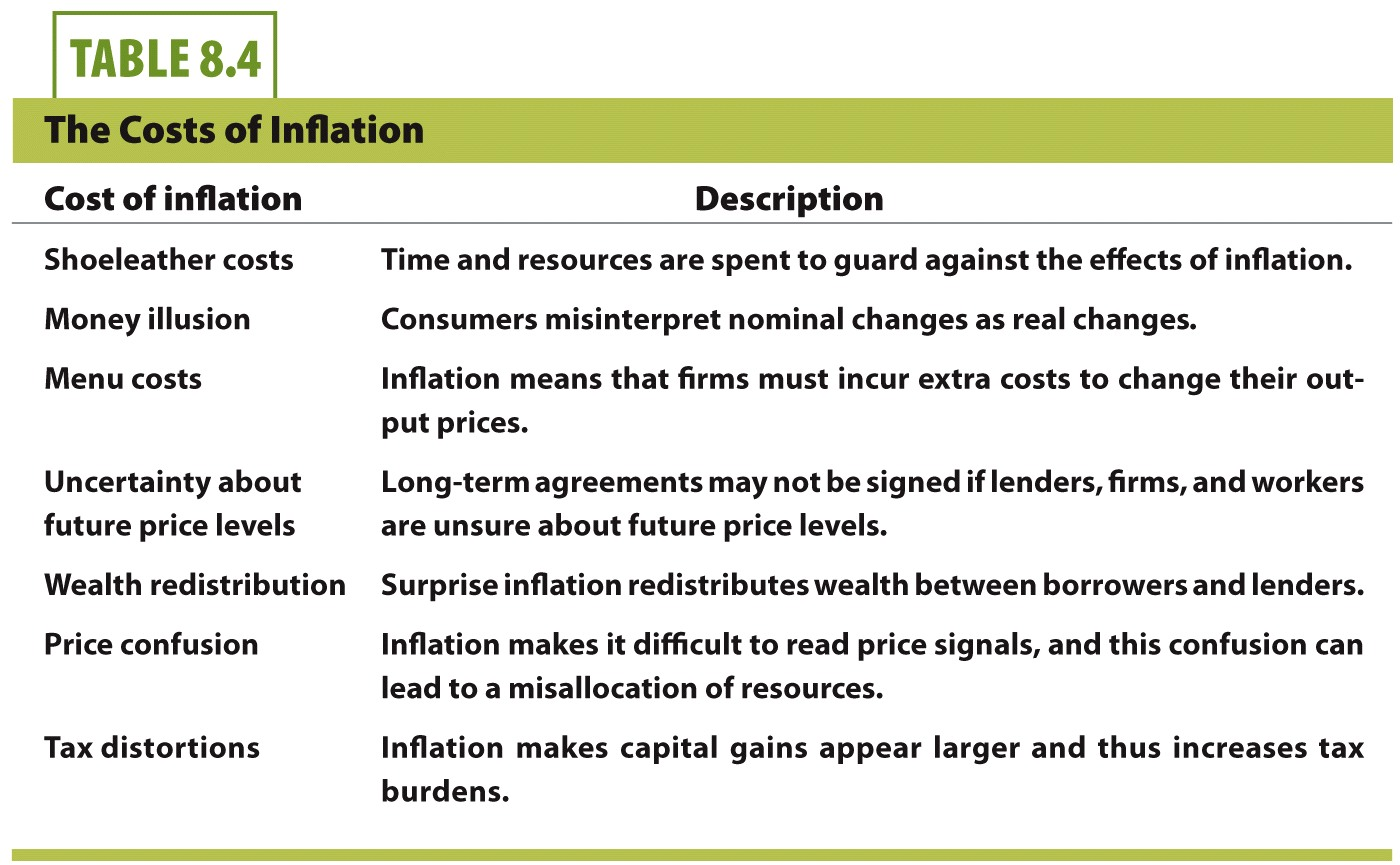 TABLE 8.4
The Costs of Inflation
Cost of inflation Description
Shoeleather costs Time and resources are spent to guard against the effects of inflation.
Money illusion Consumers misinterpret nominal changes as real changes.
Menu costs Inflation means that firms must incur extra costs to change their out-
put prices.
Uncertainty about Long-term agreements may not be signed if lenders, firms, and workers
future price levels are unsure about future price levels.
Wealth redistribution Surprise inflation redistributes wealth between borrowers and lenders.
Price confusion Inflation makes it difficult to read price signals, and this confusion can
lead to a misallocation of resources.
Tax distortions Inflation makes capital gains appear larger and thus increases tax
burdens.